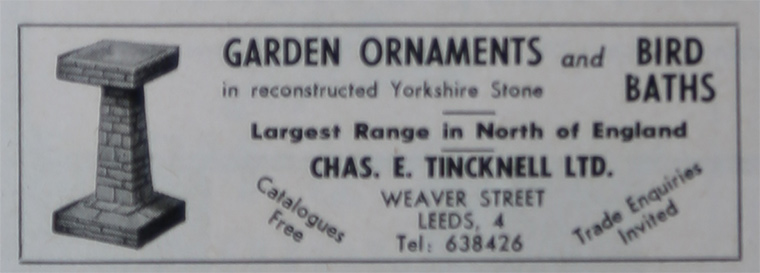 GARDEN ORNAMENTS and BIRD BATHS
in reconstructed Yorkshire Stone
Largest Range in North of England
CHAS. E. TINCKNELL LTD.
Catalogues Free
WEAVER STREET
LEEDS, 4
Tel: 638426
Trade Enquiries Invited